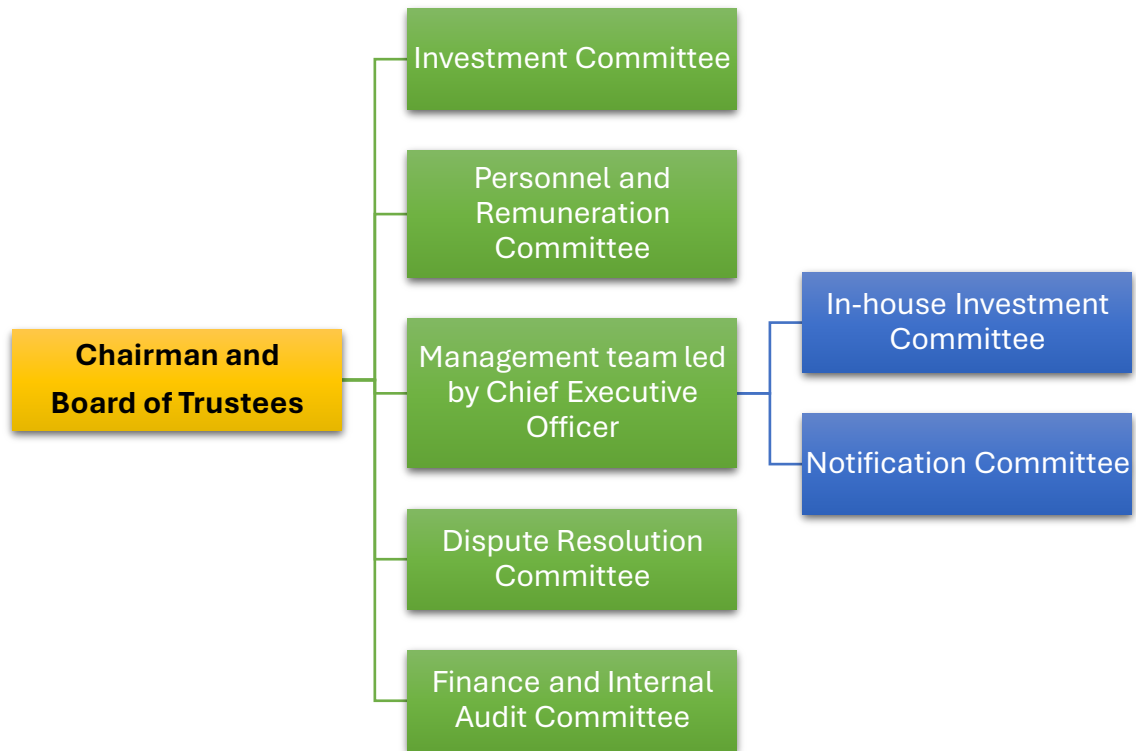 Investment Committee
Personnel and
Remuneration
Committee
Chairman and
Board of Trustees
Management team led
by Chief Executive
Officer
In-house Investment
Committee
Notification Committee
Dispute Resolution
Committee
Finance and Internal
Audit Committee